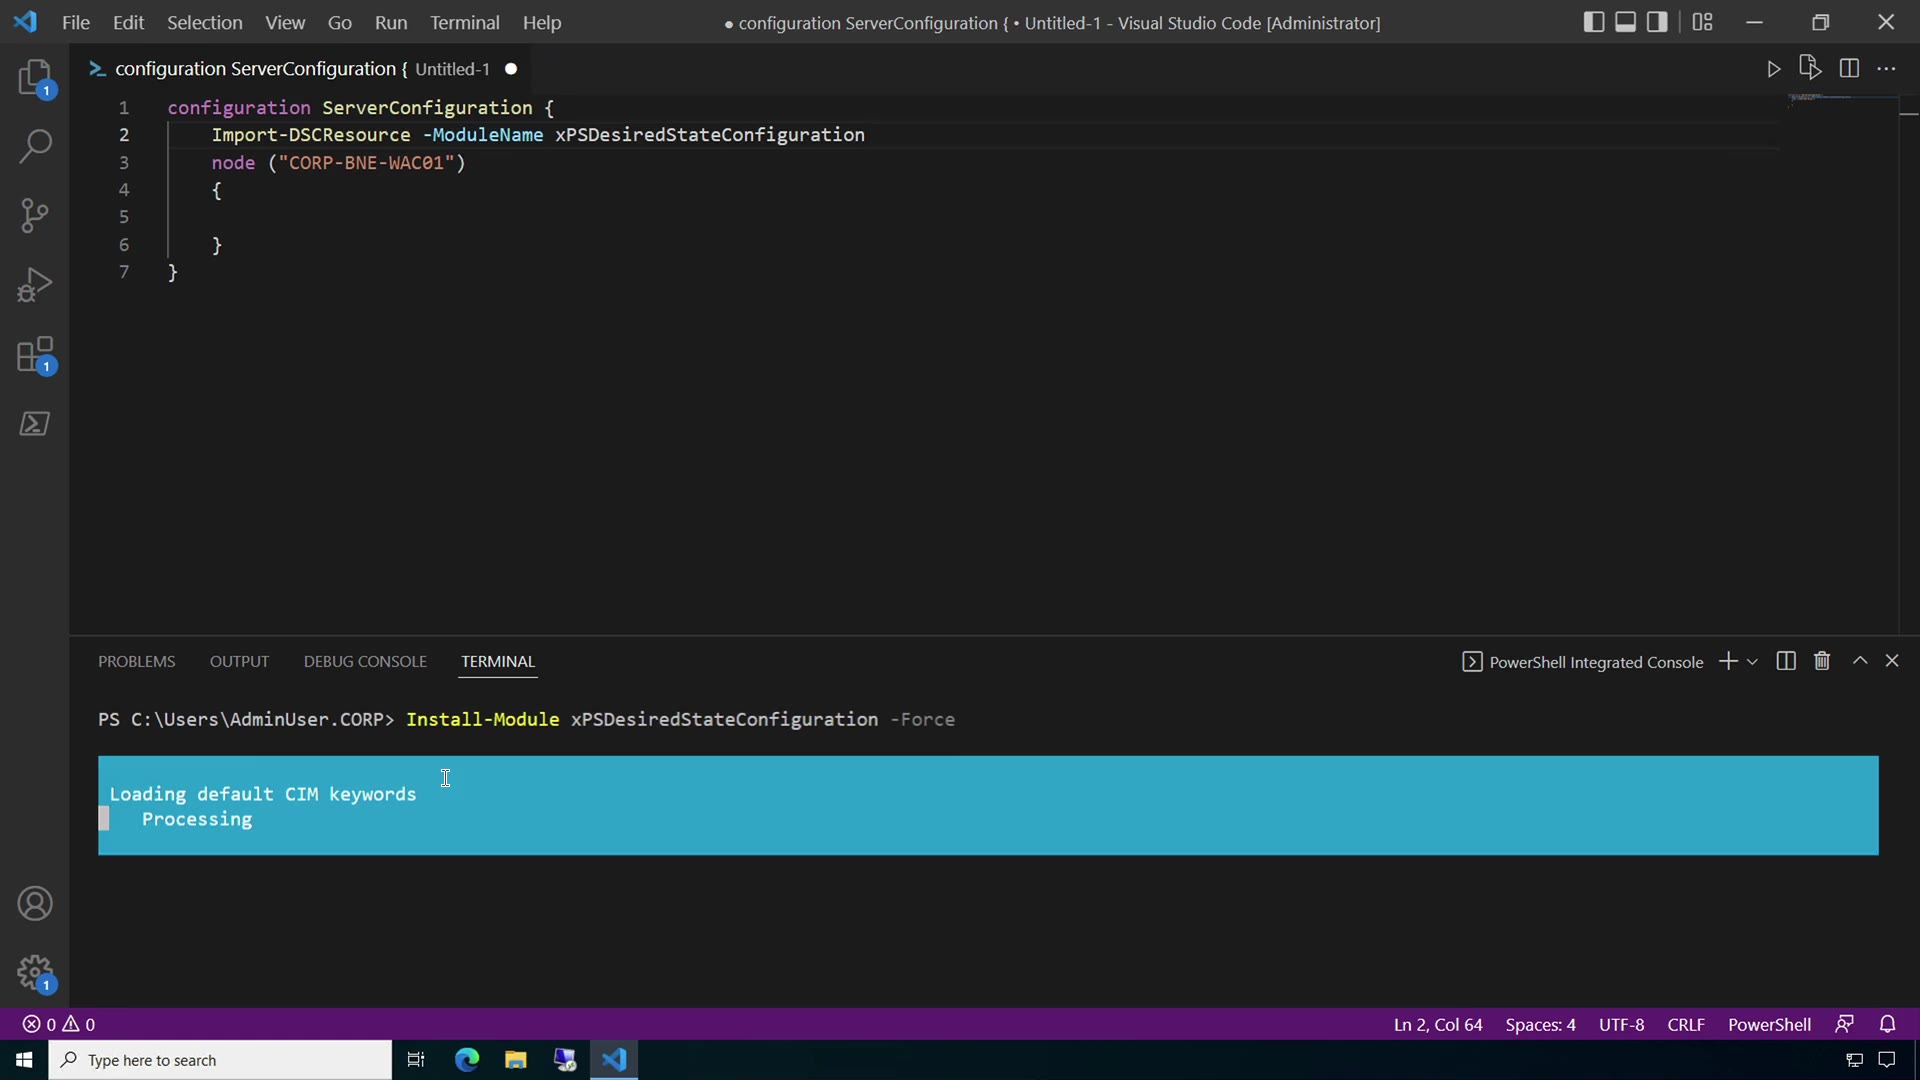 File Edit Selection View Go Run Terminal Help
● configuration ServerConfiguration { • Untitled-1 - Visual Studio Code [Administrator]
configuration ServerConfiguration { Untitled-1 ●
1 configuration ServerConfiguration {
2 Import-DSCResource -ModuleName xPSDesiredStateConfiguration
3 node ("CORP-BNE-WAC01")
4 {
5
6 }
7 }
1
1
1
PROBLEMS OUTPUT DEBUG CONSOLE TERMINAL
PowerShell Integrated Console
PS C:\Users\AdminUser.CORP> Install-Module xPSDesiredStateConfiguration -Force
Loading default CIM keywords
Processing
0 0
Ln 2, Col 64 Spaces: 4 UTF-8 CRLF PowerShell
Type here to search